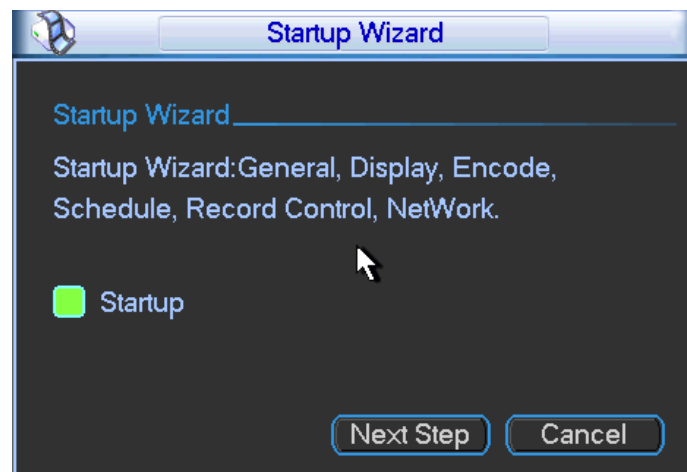 Startup Wizard
Startup Wizard
Startup Wizard:General, Display, Encode,
Schedule, Record Control, NetWork.
Startup
Next Step Cancel